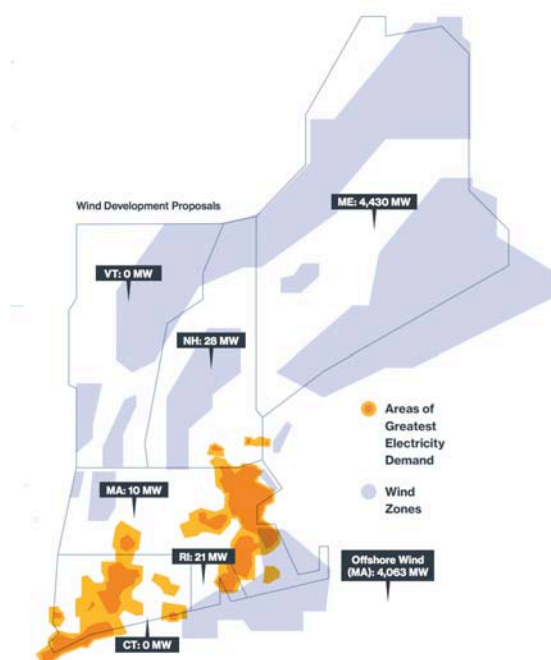 Wind Development Proposals
ME: 4,430 MW
VT: 0 MW
NH: 28 MW
Areas of
Greatest
Electricity
Demand
Wind
Zones
MA: 10 MW
RI: 21 MW
Offshore Wind
(MA): 4,063 MW
CT: 0 MW